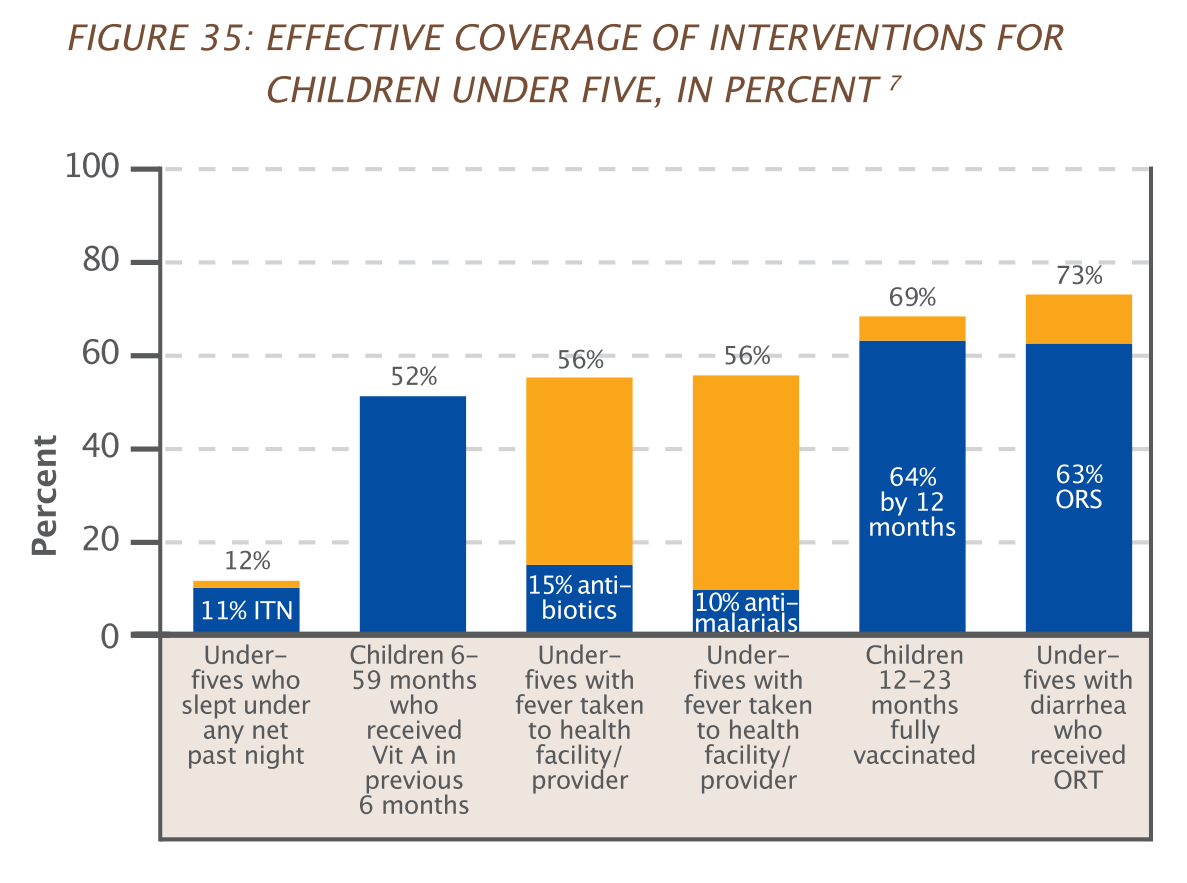 FIGURE 35: EFFECTIVE COVERAGE OF INTERVENTIONS FOR
CHILDREN UNDER FIVE, IN PERCENT 7
Percent
100
80
60
40
20
0
12%
11% ITN
52%
56%
15% anti–
biotics
56%
10% anti–
malarials
69%
64%
by 12
months
73%
63%
ORS
Under–
fives who
slept under
any net
past night
Children 6–
59 months
who
received
Vit A in
previous
6 months
Under–
fives with
fever taken
to health
facility/
provider
Under–
fives with
fever taken
to health
facility/
provider
Children
12–23
months
fully
vaccinated
Under–
fives with
diarrhea
who
received
ORT